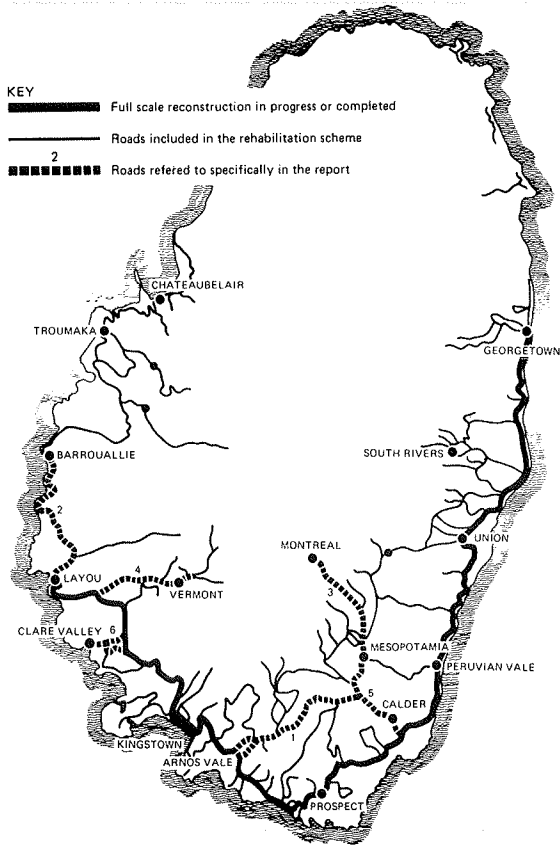 KEY
Full scale reconstruction in progress or completed
Roads included in the rehabilitation scheme
2
Roads refered to specifically in the report
CHATEAUBELAIR
TROUMAKA
GEORGETOWN
BARROUALLIE
SOUTH RIVERS
2
UNION
MONTREAL
4
LAYOU
VERMONT
3
CLARE VALLEY
6
MESOPOTAMIA
PERUVIAN VALE
5
CALDER
KINGSTOWN
1
ARNOS VALE
PROSPECT